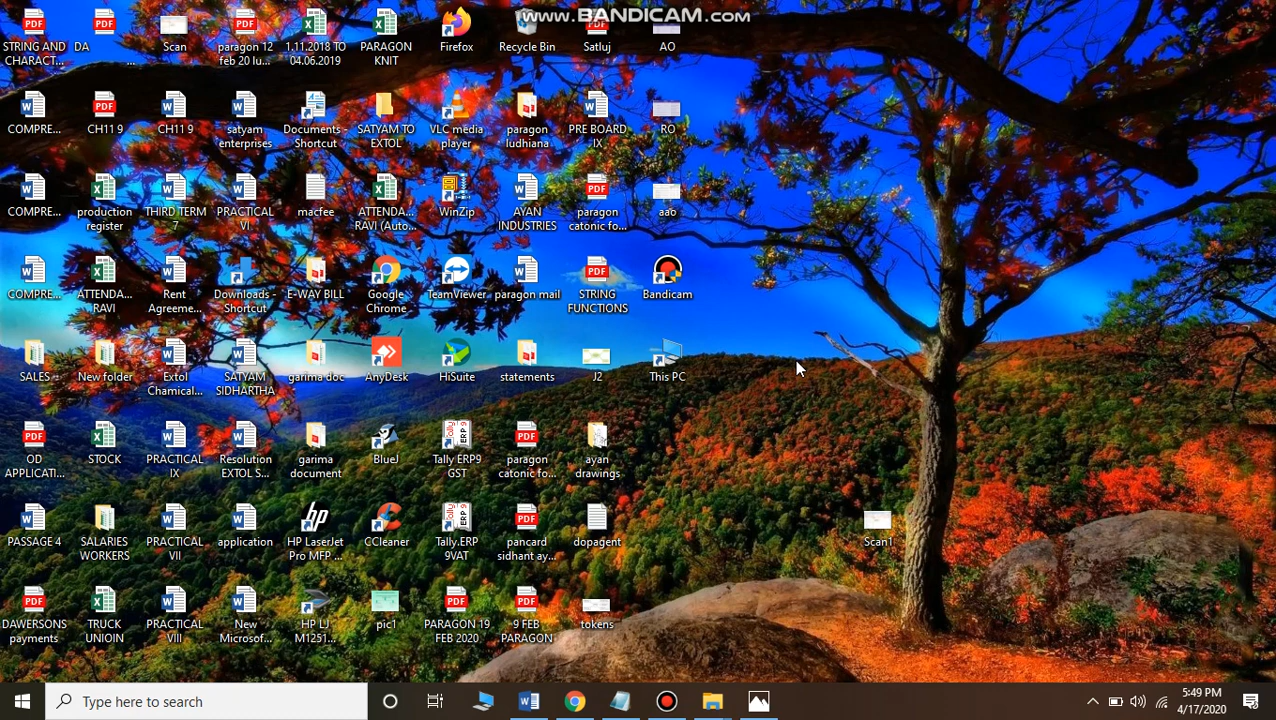 www.BANDICAM.com
STRING AND CHARACT...
DA ...
Scan
paragon 12 feb 20 lu...
1.11.2018 TO 04.06.2019
PARAGON KNIT
Firefox
Recycle Bin
Satluj
AO
COMPRE...
CH11 9
CH11 9
satyam enterprises
Documents - Shortcut
SATYAM TO EXTOL
VLC media player
paragon ludhiana
PRE BOARD IX
RO
COMPRE...
production register
THIRD TERM 7
PRACTICAL VI
macfee
ATTENDA... RAVI (Auto...
WinZip
AYAN INDUSTRIES
paragon catonic fo...
aao
COMPRE...
ATTENDA... RAVI
Rent Agreeme...
Downloads - Shortcut
E-WAY BILL
Google Chrome
TeamViewer
paragon mail
STRING FUNCTIONS
Bandicam
SALES
New folder
Extol Chamical...
SATYAM SIDHARTHA
garima doc
AnyDesk
HiSuite
statements
J2
This PC
OD APPLICATI...
STOCK
PRACTICAL IX
Resolution EXTOL S...
garima document
BlueJ
Tally ERP9 GST
paragon catonic fo...
ayan drawings
PASSAGE 4
SALARIES WORKERS
PRACTICAL VII
application
HP LaserJet Pro MFP ...
CCleaner
Tally.ERP 9VAT
pancard sidhant ay...
dopagent
Scan1
DAWERSONS payments
TRUCK UNIOIN
PRACTICAL VIII
New Microsof...
HP LJ M1251...
pic1
PARAGON 19 FEB 2020
9 FEB PARAGON
tokens
Type here to search
5:49 PM
4/17/2020